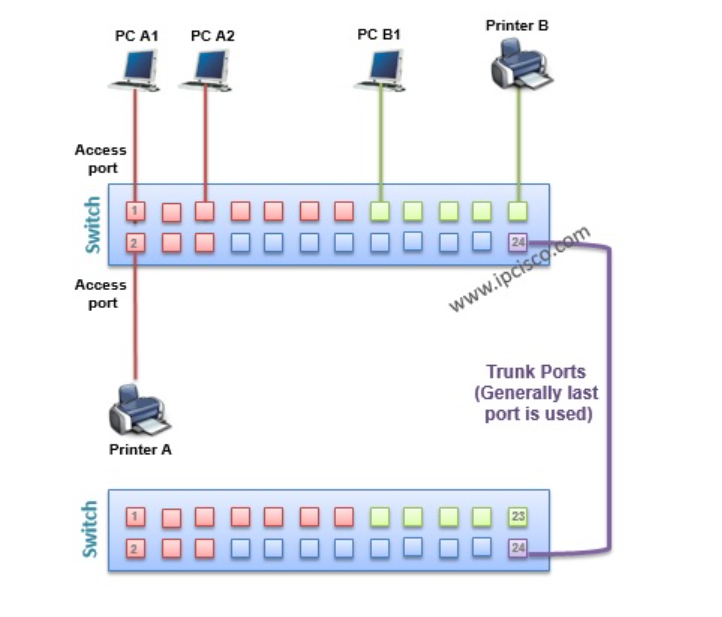 PC A1
PC A2
PC B1
Printer B
Access
port
Switch
1
2
24
Access
port
www.ipcisco.com
Trunk Ports
(Generally last
port is used)
Printer A
Switch
1
23
2
24